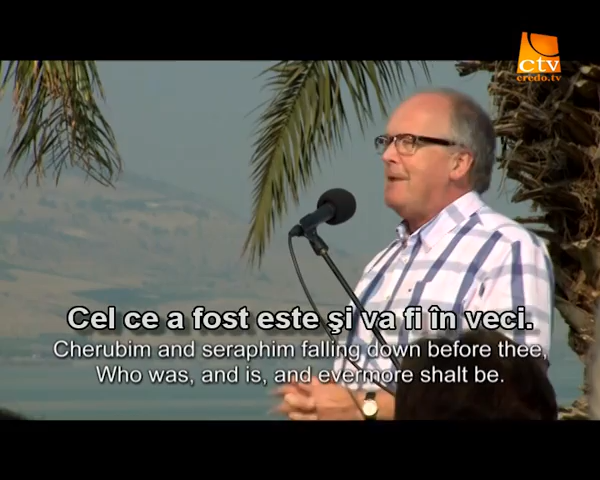 ctv
credo.tv
Cel ce a fost este şi va fi în veci.
Cherubim and seraphim falling down before thee,
Who was, and is, and evermore shalt be.